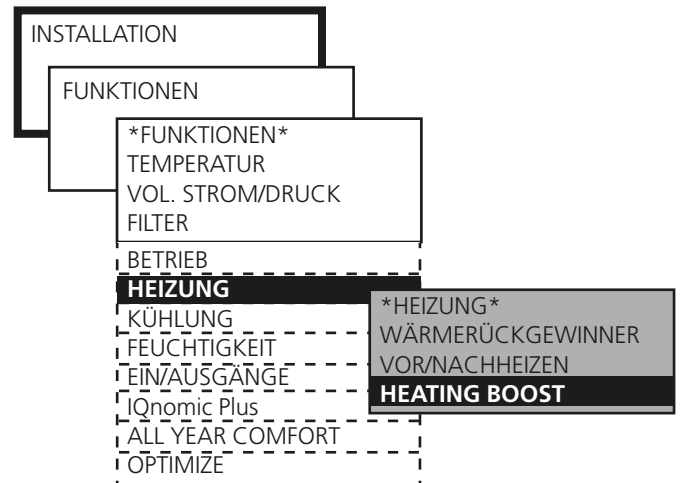 INSTALLATION
FUNKTIONEN
*FUNKTIONEN*
TEMPERATUR
VOL. STROM/DRUCK
FILTER
BETRIEB
HEIZUNG
KÜHLUNG
FEUCHTIGKEIT
EIN/AUSGÄNGE
IQnomic Plus
ALL YEAR COMFORT
OPTIMIZE
*HEIZUNG*
WÄRMERÜCKGEWINNER
VOR/NACHHEIZEN
HEATING BOOST